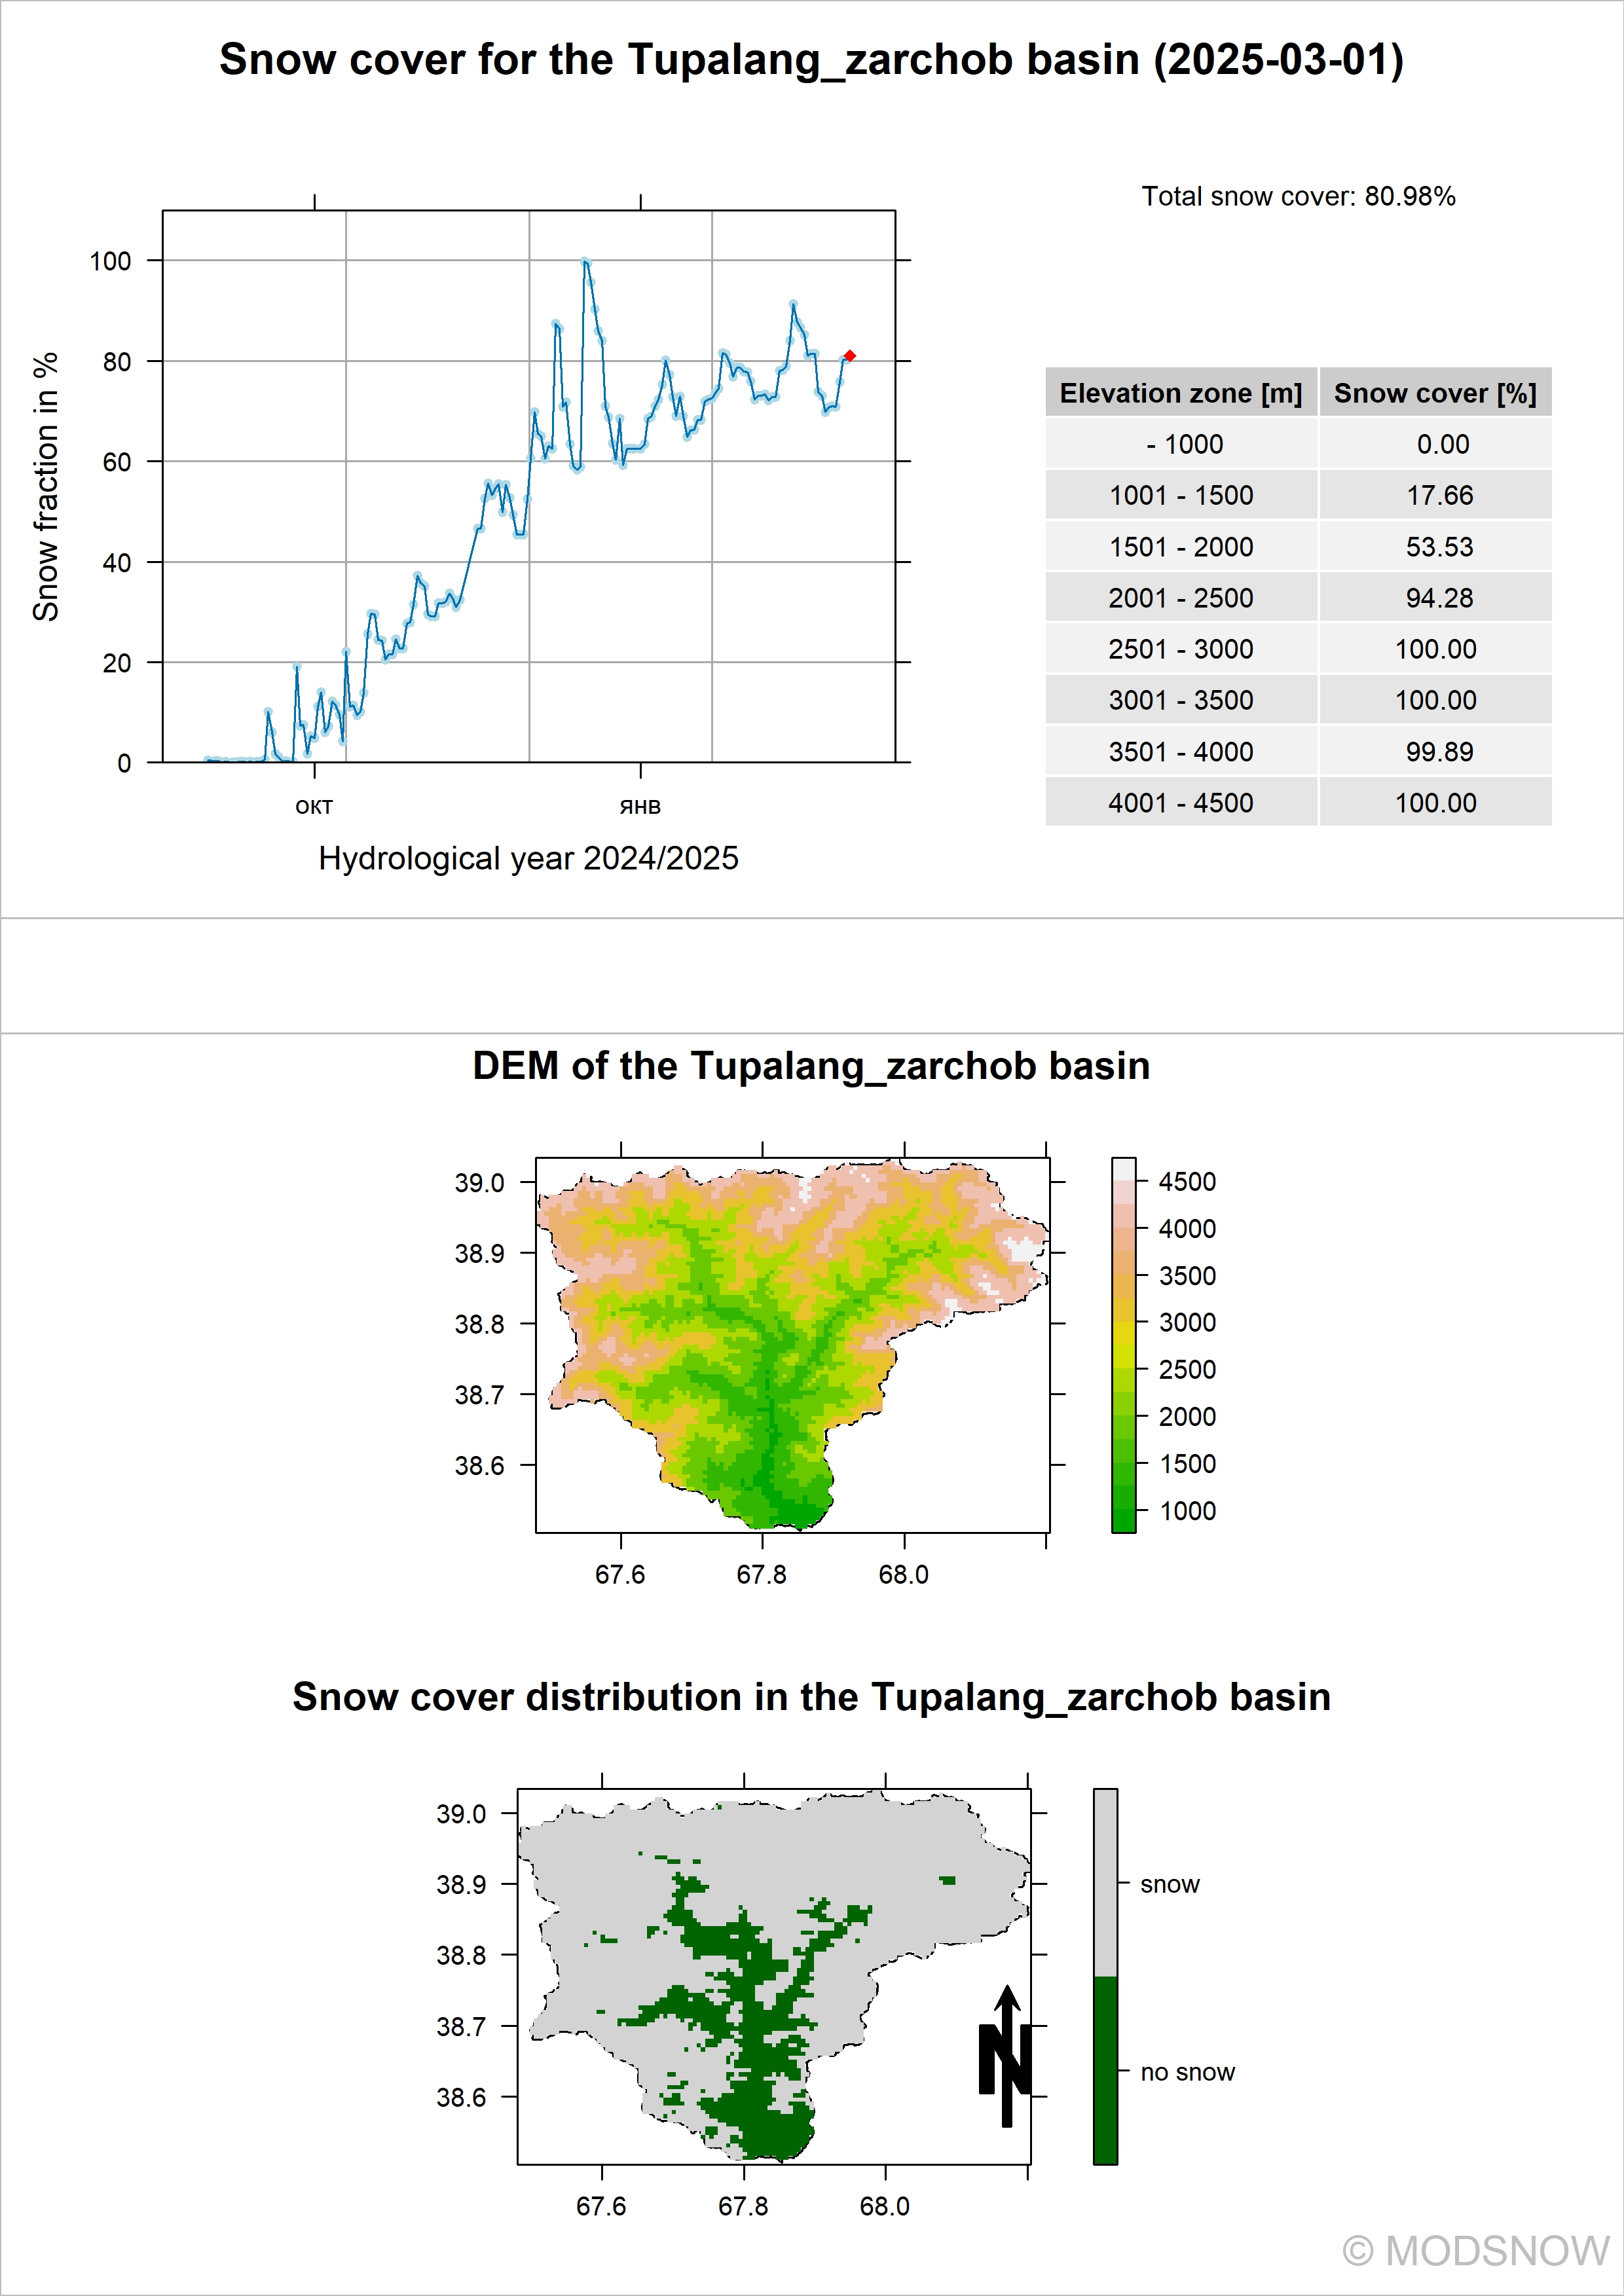 Snow cover for the Tupalang_zarchob basin (2025-03-01)
Total snow cover: 80.98%
Snow fraction in %
100
80
60
40
20
0
окт янв
Hydrological year 2024/2025
Elevation zone [m] Snow cover [%]
- 1000 0.00
1001 - 1500 17.66
1501 - 2000 53.53
2001 - 2500 94.28
2501 - 3000 100.00
3001 - 3500 100.00
3501 - 4000 99.89
4001 - 4500 100.00
DEM of the Tupalang_zarchob basin
39.0
38.9
38.8
38.7
38.6
67.6 67.8 68.0
4500
4000
3500
3000
2500
2000
1500
1000
Snow cover distribution in the Tupalang_zarchob basin
39.0
38.9
38.8
38.7
38.6
67.6 67.8 68.0
N
snow
no snow
© MODSNOW